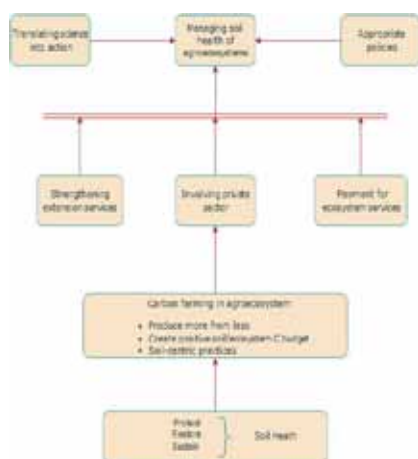 Translating science
into action
Managing soil
health of
agroecosystems
Appropriate
policies
Strengthening
extension services
Involving private
sector
Payment for
ecosystem services
Carbon farming in agroecosystem
• Produce more from less
• Create positive soil/ecosystem C budget
• Soil-centric practices
Protect
Restore
Sustain
Soil Health